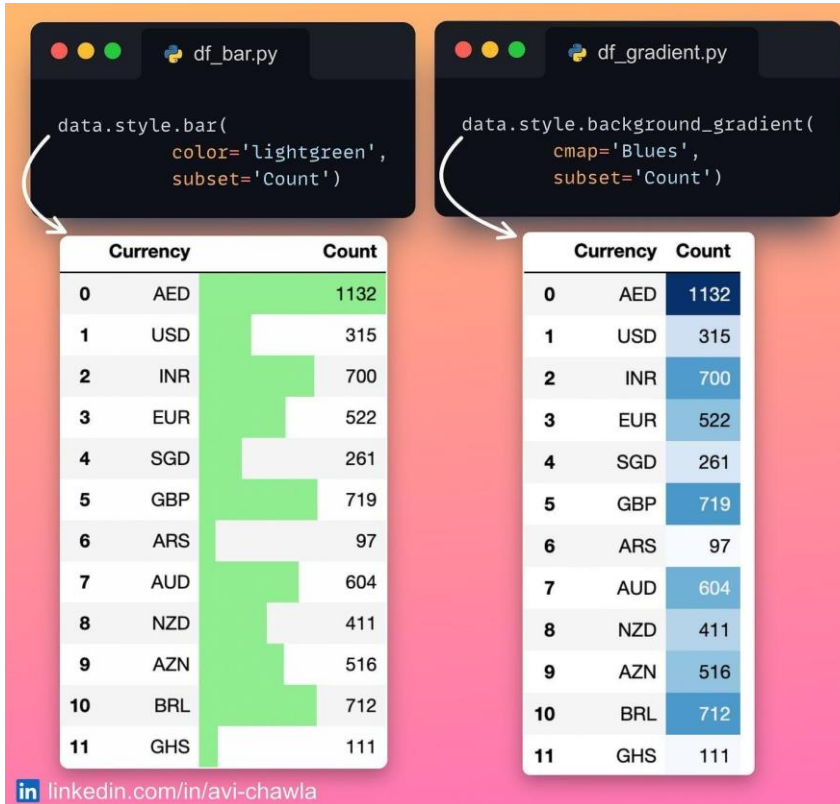 df_bar.py
data.style.bar(
color='lightgreen',
subset='Count')
Currency Count
0 AED 1132
1 USD 315
2 INR 700
3 EUR 522
4 SGD 261
5 GBP 719
6 ARS 97
7 AUD 604
8 NZD 411
9 AZN 516
10 BRL 712
11 GHS 111
df_gradient.py
data.style.background_gradient(
cmap='Blues',
subset='Count')
Currency Count
0 AED 1132
1 USD 315
2 INR 700
3 EUR 522
4 SGD 261
5 GBP 719
6 ARS 97
7 AUD 604
8 NZD 411
9 AZN 516
10 BRL 712
11 GHS 111
in linkedin.com/in/avi-chawla